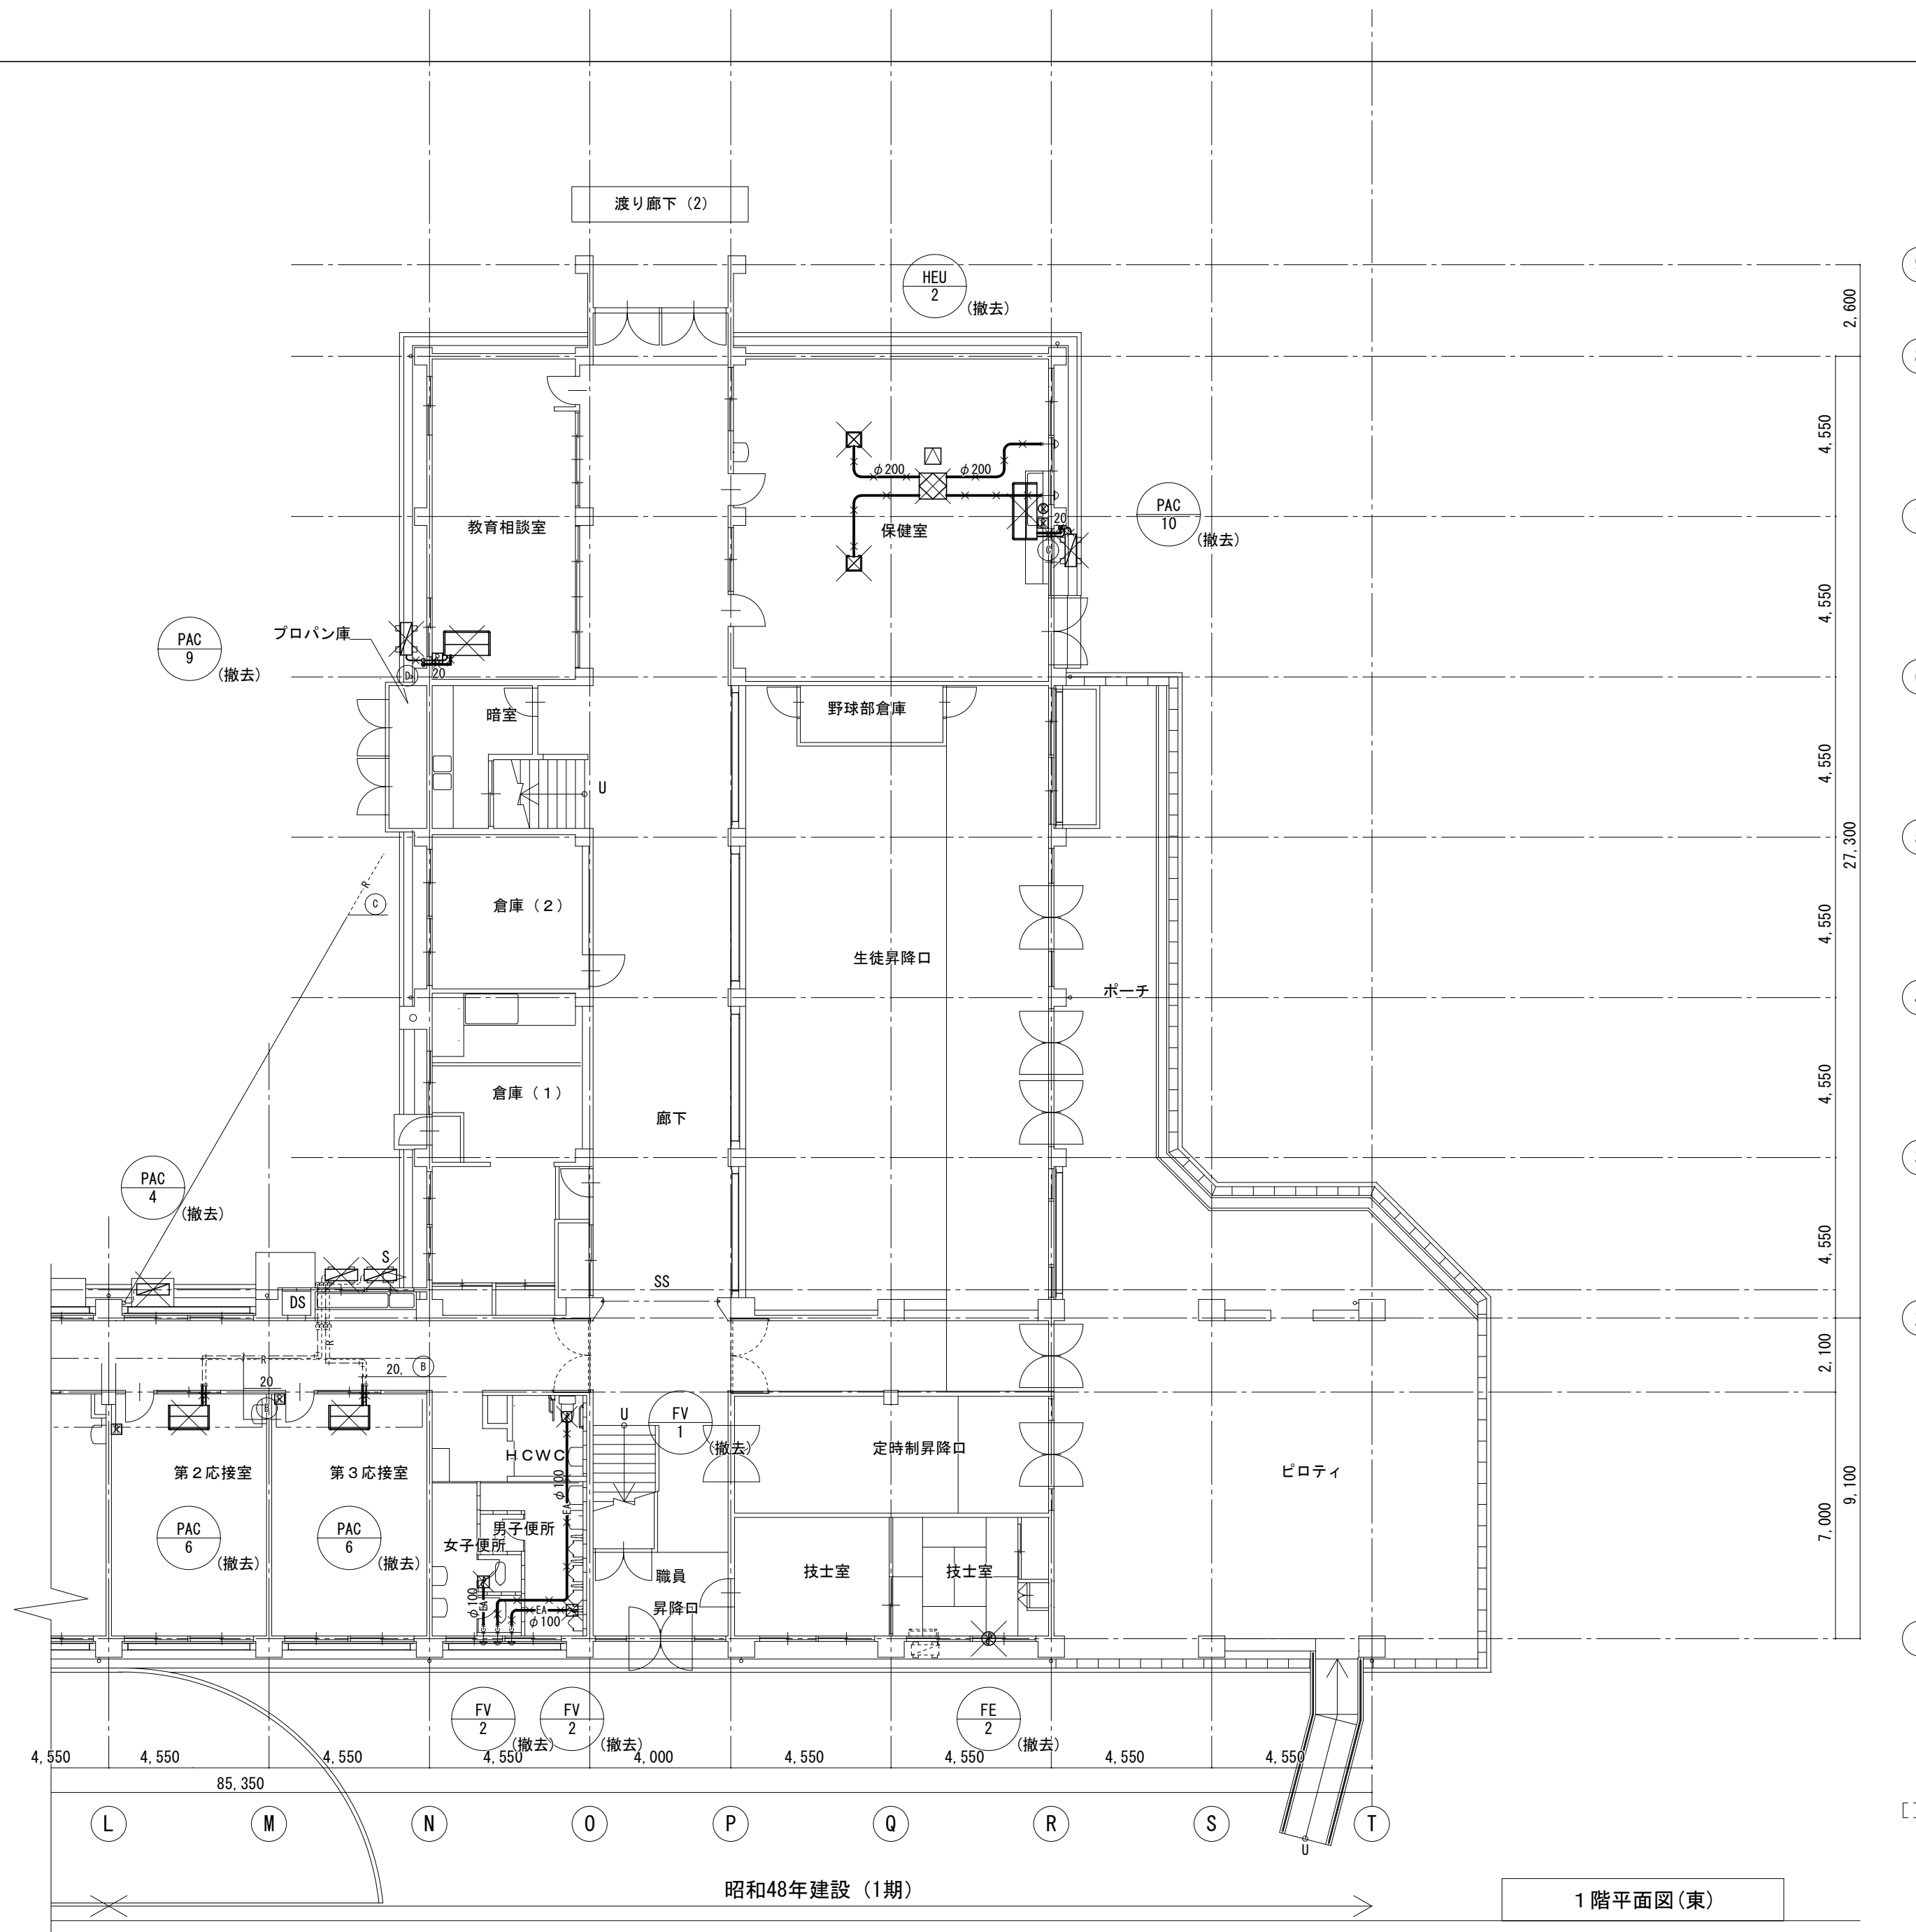 渡り廊下（2）
HEU
2
(撤去)
2,600
4,550
φ200
φ200
PAC
10
(撤去)
20
C
教育相談室
保健室
4,550
PAC
9
(撤去)
プロパン庫
D
20
暗室
野球部倉庫
U
4,550
27,300
R
C
倉庫（２）
4,550
生徒昇降口
ポーチ
倉庫（１）
4,550
廊下
PAC
4
(撤去)
4,550
S
SS
DS
R
R
20
B
20
B
2,100
U
FV
1
(撤去)
HCWC
定時制昇降口
ピロティ
第２応接室
第３応接室
φ100
EA
9,100
PAC
6
(撤去)
PAC
6
(撤去)
男子便所
女子便所
7,000
技士室
技士室
職員
昇降口
φ100
EA
EA
φ100
FV
2
(撤去)
FV
2
(撤去)
FE
2
(撤去)
4,550
4,550
4,550
4,550
4,000
4,550
4,550
4,550
4,550
85,350
L
M
N
O
P
Q
R
S
T
U
昭和48年建設（1期）
１階平面図(東)